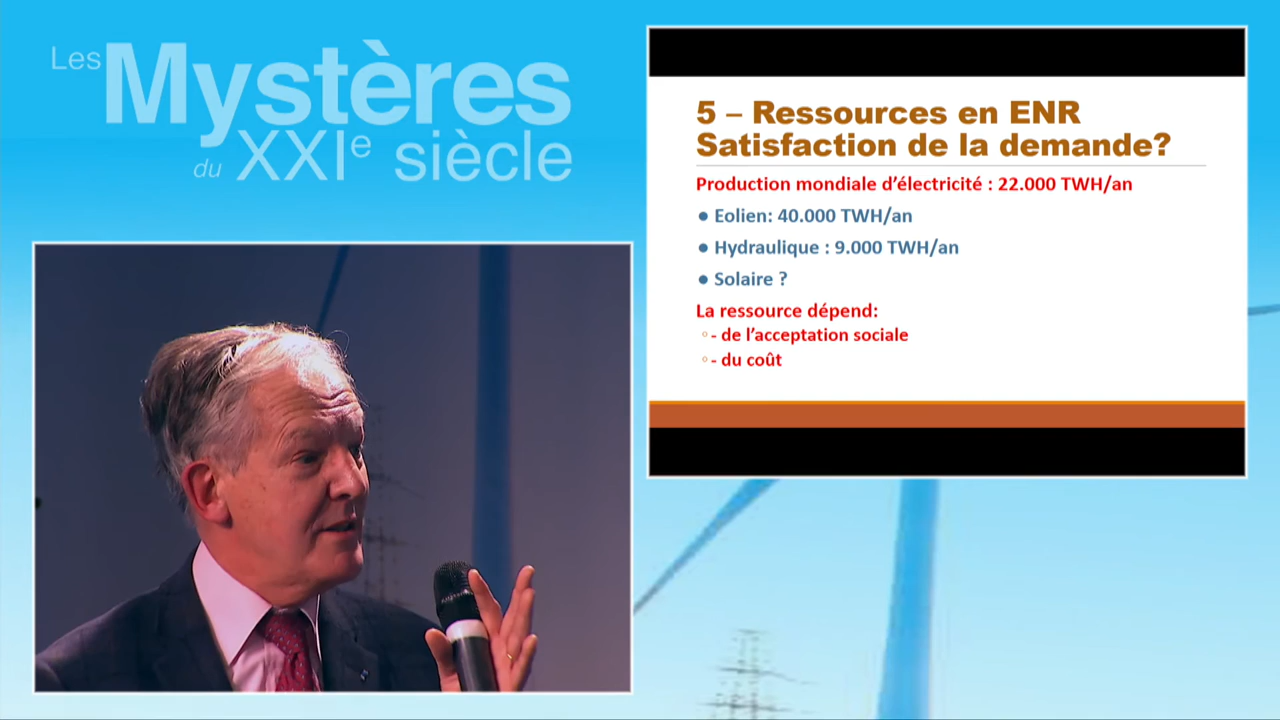 Les Mystères
du XXIe siècle
5 – Ressources en ENR
Satisfaction de la demande?
Production mondiale d'électricité : 22.000 TWH/an
● Eolien: 40.000 TWH/an
● Hydraulique : 9.000 TWH/an
● Solaire ?
La ressource dépend:
◦ - de l'acceptation sociale
◦ - du coût